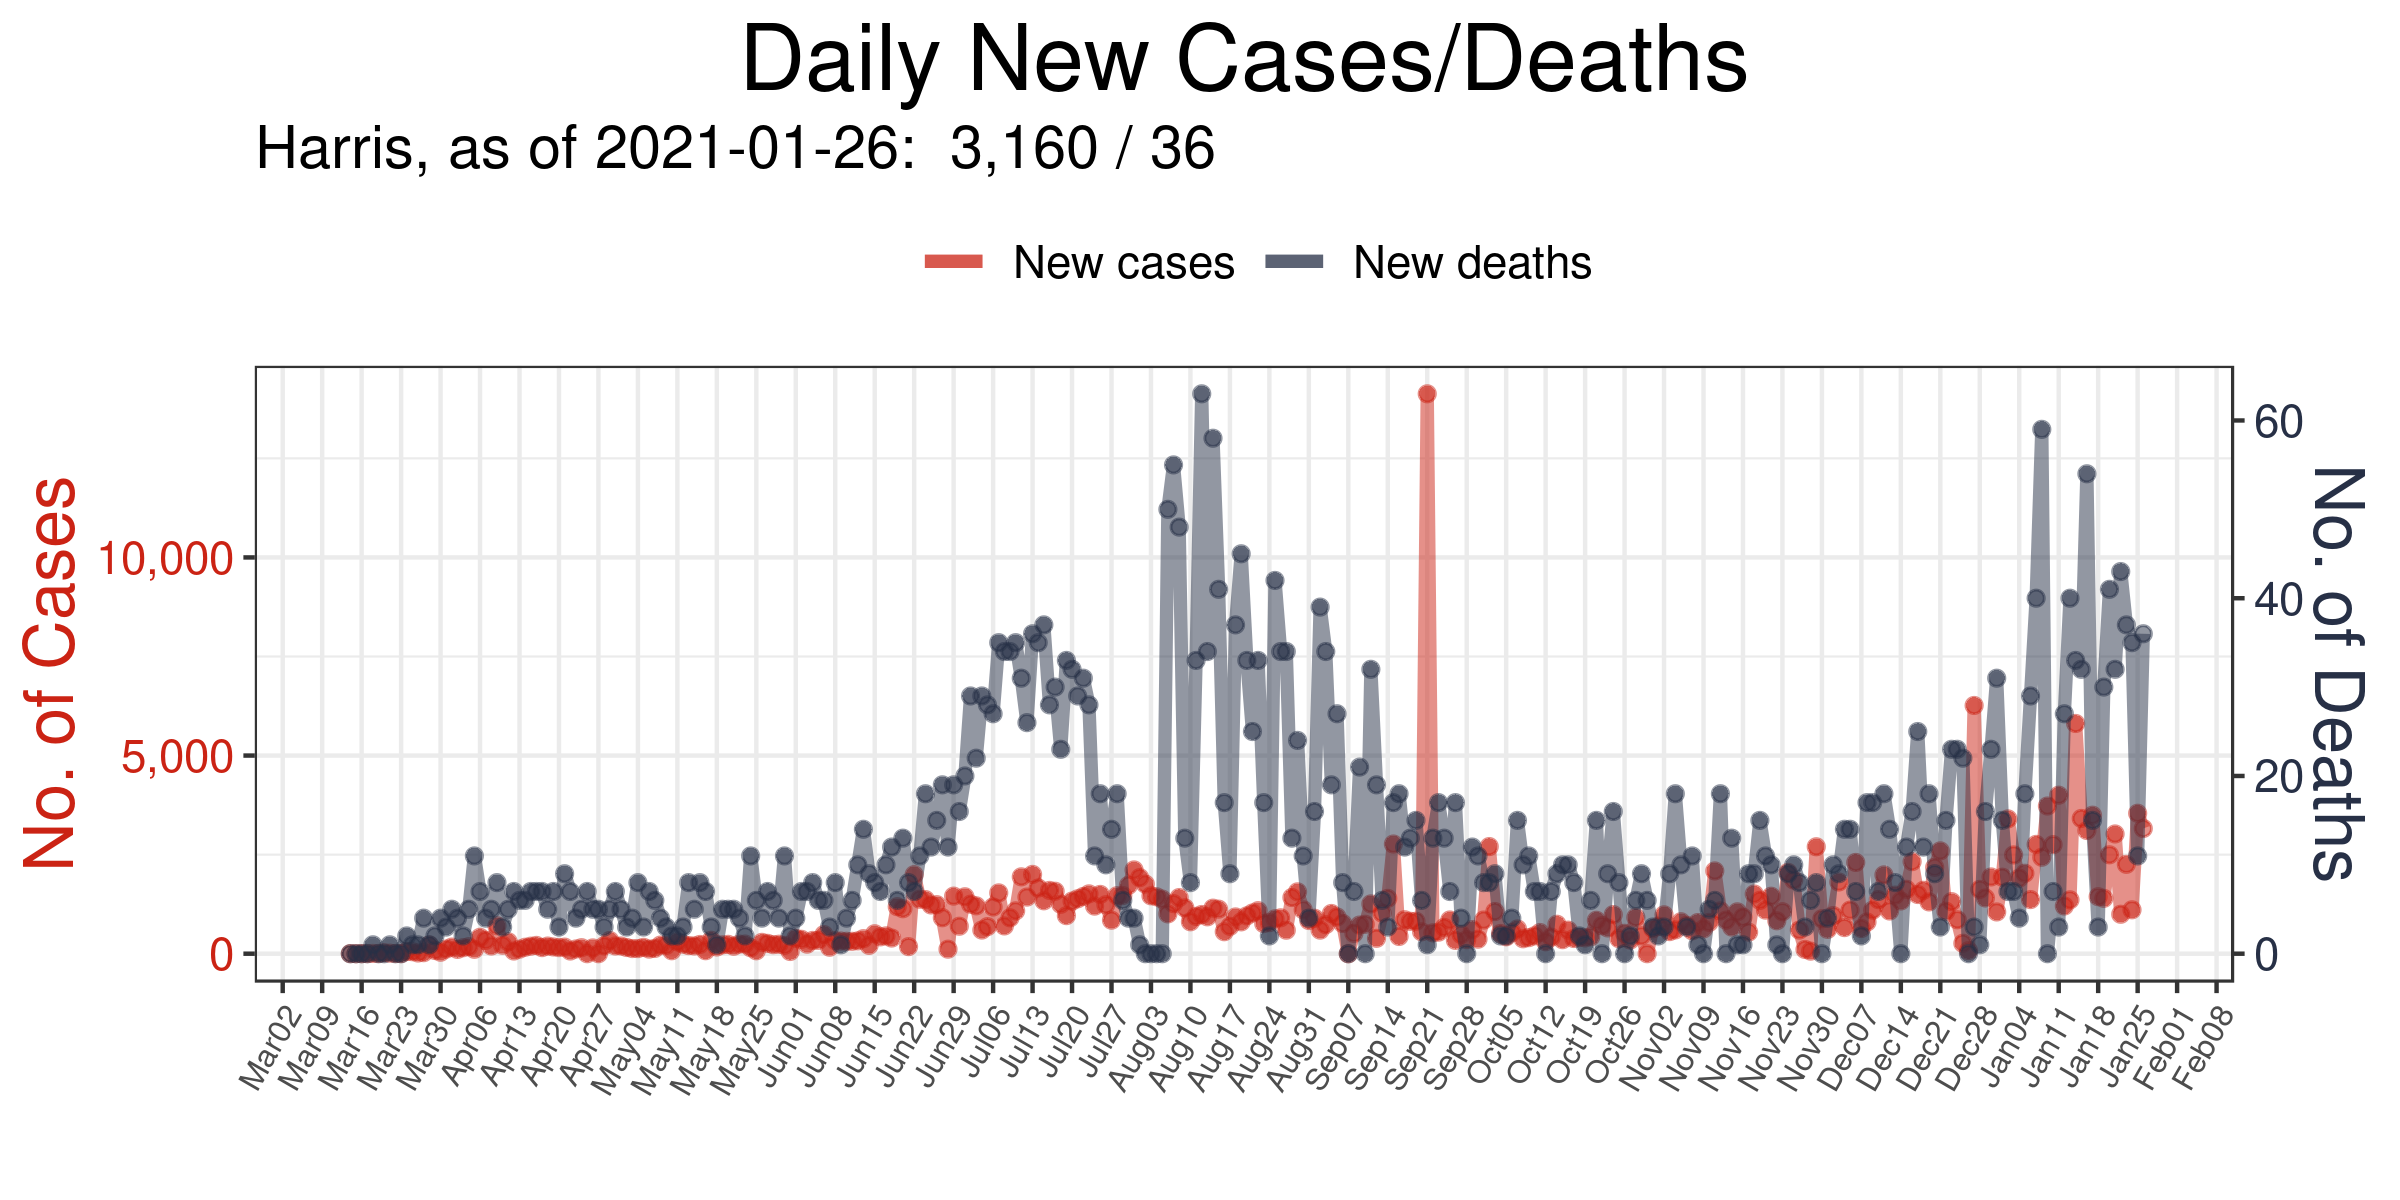 Daily New Cases/Deaths
Harris, as of 2021-01-26: 3,160 / 36
New cases
New deaths
No. of Cases
10,000
5,000
0
60
40
20
0
No. of Deaths
Mar02
Mar09
Mar16
Mar23
Mar30
Apr06
Apr13
Apr20
Apr27
May04
May11
May18
May25
Jun01
Jun08
Jun15
Jun22
Jun29
Jul06
Jul13
Jul20
Jul27
Aug03
Aug10
Aug17
Aug24
Aug31
Sep07
Sep14
Sep21
Sep28
Oct05
Oct12
Oct19
Oct26
Nov02
Nov09
Nov16
Nov23
Nov30
Dec07
Dec14
Dec21
Dec28
Jan04
Jan11
Jan18
Jan25
Feb01
Feb08